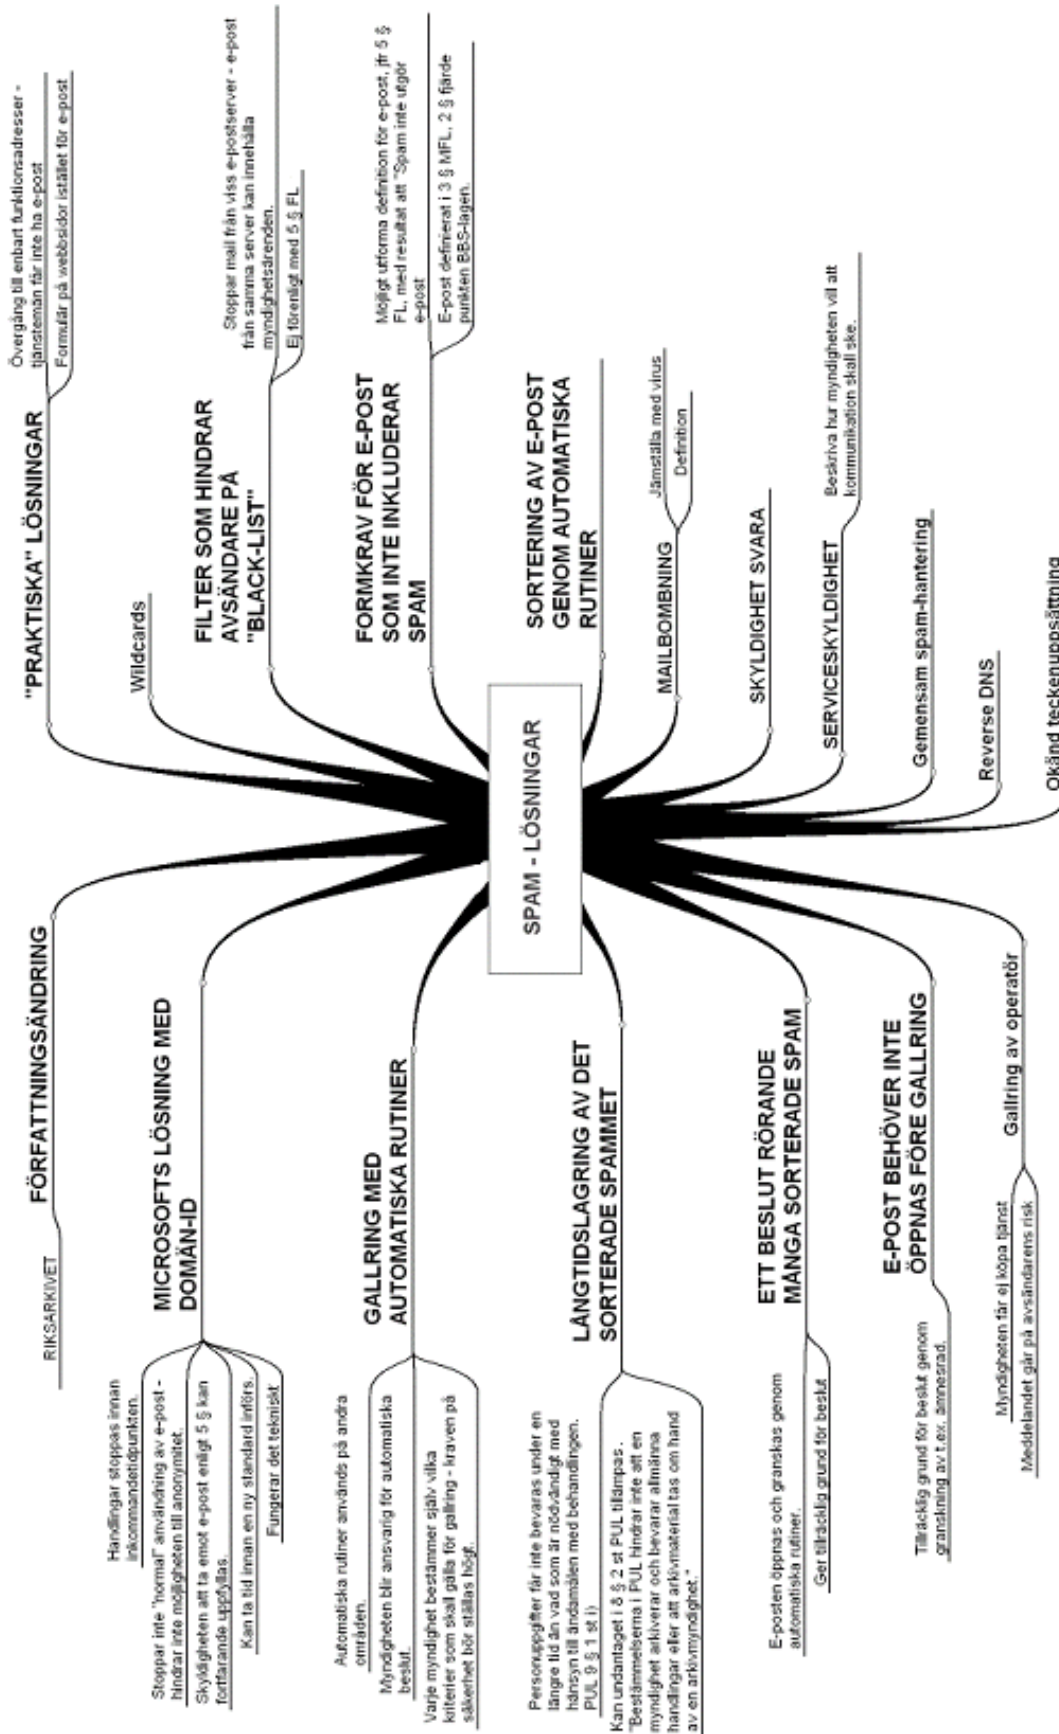 SPAM - LÖSNINGAR
FÖRFATTNINGSÄNDRING
RIKSARKIVET
MICROSOFTS LÖSNING MED
DOMÄN-ID
Handlingar stoppas innan
inkommandetidpunkten.
Stoppar inte "normal" användning av e-post -
hindrar inte möjligheten till anonymitet.
Skyldigheten att ta emot e-post enligt 5 § kan
fortfarande uppfyllas.
Kan ta tid innan en ny standard införs.
Fungerar det tekniskt
GALLRING MED
AUTOMATISKA RUTINER
Automatiska rutiner används på andra
områden.
Myndigheten blir ansvarig för automatiska
beslut.
Varje myndighet bestämmer själv vilka
kriterier som skall gälla för gallring - kraven på
säkerhet bör ställas högt.
LÅNGTIDSLAGRING AV DET
SORTERADE SPAMMET
Personuppgifter får inte bevaras under en
längre tid än vad som är nödvändigt med
hänsyn till ändamålen med behandlingen.
PUL 9 § 1 st i)
Kan undantaget i 8 § 2 st PUL tillämpas.
"Bestämmelserna i PUL hindrar inte att en
myndighet arkiverar och bevarar allmänna
handlingar eller att arkivmaterial tas om hand
av en arkivmyndighet."
ETT BESLUT RÖRANDE
MÅNGA SORTERADE SPAM
E-posten öppnas och granskas genom
automatiska rutiner.
Ger tillräcklig grund för beslut
E-POST BEHÖVER INTE
ÖPPNAS FÖRE GALLRING
Tillräcklig grund för beslut genom
granskning av t.ex. ämnesrad.
Gallring av operatör
Myndigheten får ej köpa tjänst
Meddelandet går på avsändarens risk
"PRAKTISKA" LÖSNINGAR
Övergång till enbart funktionsadresser -
tjänstemän får inte ha e-post
Formulär på webbsidor istället för e-post
Wildcards
FILTER SOM HINDRAR
AVSÄNDARE PÅ
"BLACK-LIST"
Stoppar mail från viss e-postserver - e-post
från samma server kan innehålla
myndighetsärenden.
Ej förenligt med 5 § FL
FORMKRAV FÖR E-POST
SOM INTE INKLUDERAR
SPAM
Möjligt utforma definition för e-post, jfr 5 §
FL, med resultat att "Spam inte utgör
e-post
E-post definierat i 3 § MFL, 2 § fjärde
punkten BBS-lagen.
SORTERING AV E-POST
GENOM AUTOMATISKA
RUTINER
MAILBOMBNING
Jämställa med virus
Definition
SKYLDIGHET SVARA
SERVICESKYLDIGHET
Beskriva hur myndigheten vill att
kommunikation skall ske.
Gemensam spam-hantering
Reverse DNS
Okänd teckenuppsättning